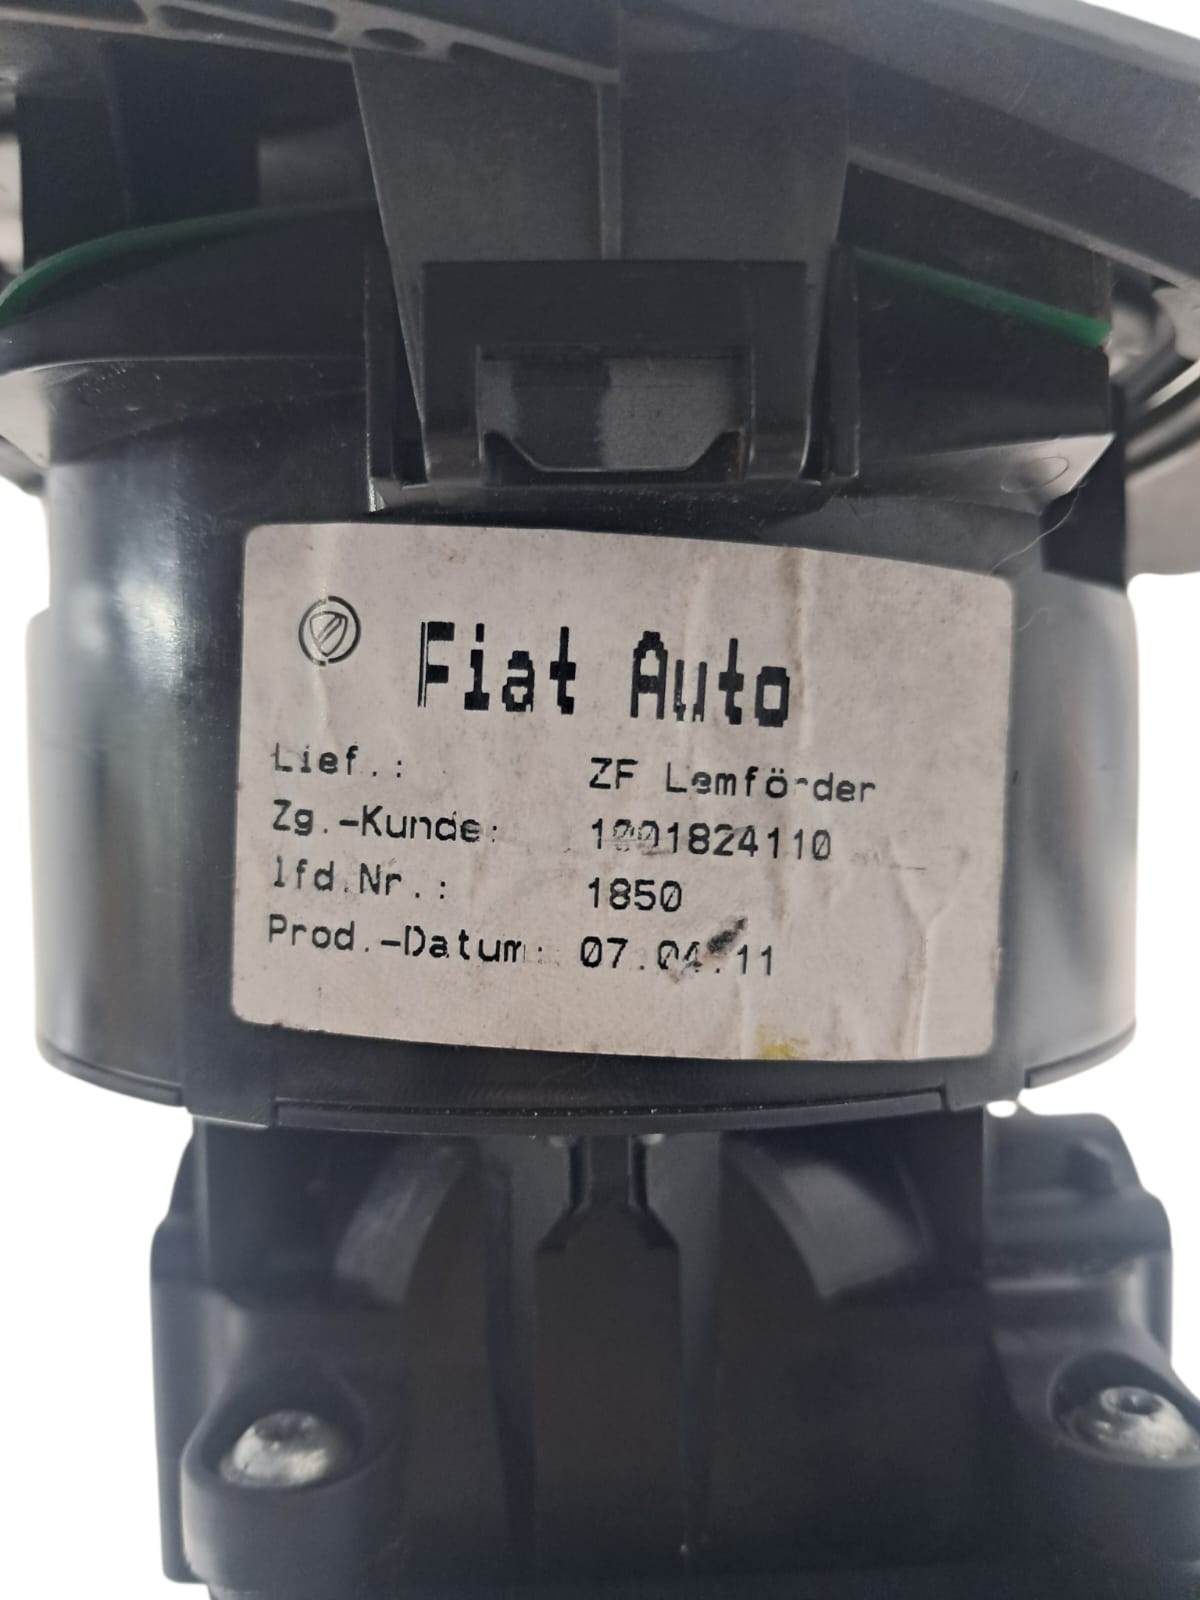 Fiat Auto
Lief.: ZF Lemförder
Zg.-Kunde: 1001824110
lfd.Nr.: 1850
Prod.-Datum: 07.04.11